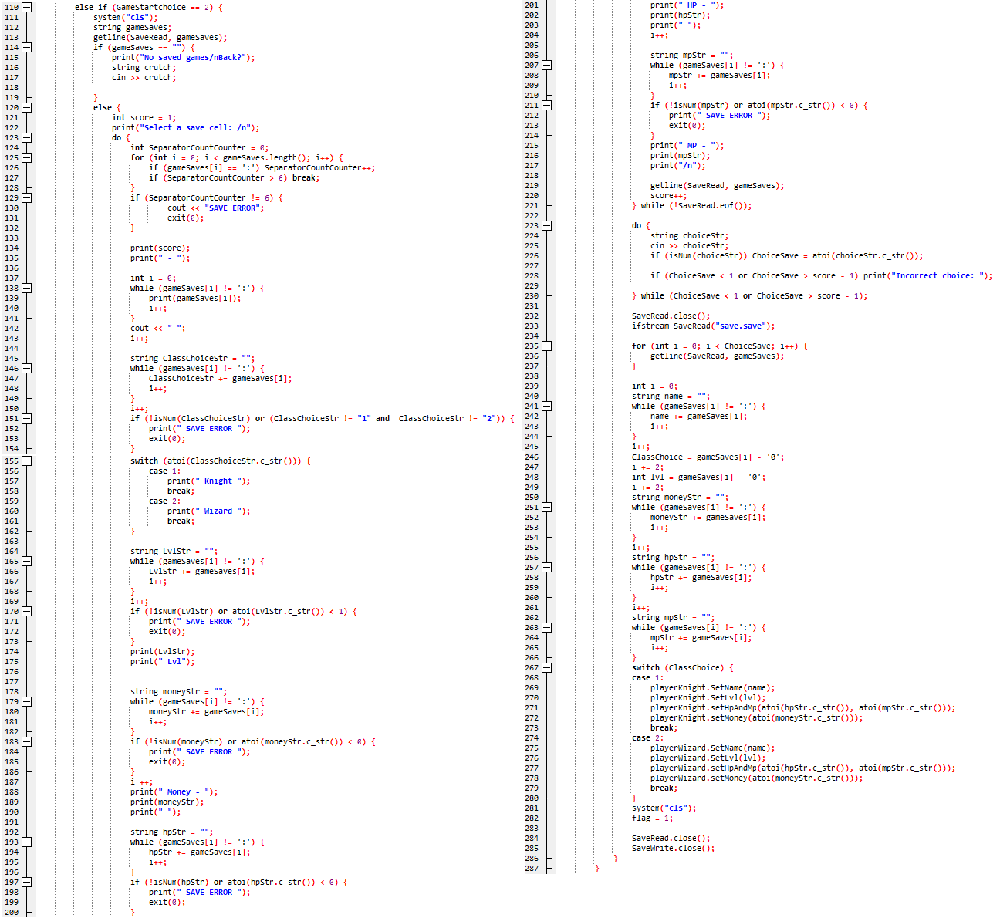 110 else if (GameStartchoice == 2) {
111 system("cls");
112 string gameSaves;
113 getline(SaveRead, gameSaves);
114 if (gameSaves == "") {
115 print("No saved games/nBack?");
116 string crutch;
117 cin >> crutch;
118
119 }
120 else {
121 int score = 1;
122 print("Select a save cell: /n");
123 do {
124 int SeparatorCountCounter = 0;
125 for (int i = 0; i < gameSaves.length(); i++) {
126 if (gameSaves[i] == ':') SeparatorCountCounter++;
127 if (SeparatorCountCounter > 6) break;
128 }
129 if (SeparatorCountCounter != 6) {
130 cout << "SAVE ERROR";
131 exit(0);
132 }
133
134 print(score);
135 print(" - ");
136
137 int i = 0;
138 while (gameSaves[i] != ':') {
139 print(gameSaves[i]);
140 i++;
141 }
142 cout << " ";
143 i++;
144
145 string ClassChoiceStr = "";
146 while (gameSaves[i] != ':') {
147 ClassChoiceStr += gameSaves[i];
148 i++;
149 }
150 i++;
151 if (!isNum(ClassChoiceStr) or (ClassChoiceStr != "1" and  ClassChoiceStr != "2")) {
152 print(" SAVE ERROR ");
153 exit(0);
154 }
155 switch (atoi(ClassChoiceStr.c_str())) {
156 case 1:
157 print(" Knight ");
158 break;
159 case 2:
160 print(" Wizard ");
161 break;
162 }
163
164 string LvlStr = "";
165 while (gameSaves[i] != ':') {
166 LvlStr += gameSaves[i];
167 i++;
168 }
169 i++;
170 if (!isNum(LvlStr) or atoi(LvlStr.c_str()) < 1) {
171 print(" SAVE ERROR ");
172 exit(0);
173 }
174 print(LvlStr);
175 print(" Lvl");
176
177
178 string moneyStr = "";
179 while (gameSaves[i] != ':') {
180 moneyStr += gameSaves[i];
181 i++;
182 }
183 if (!isNum(moneyStr) or atoi(moneyStr.c_str()) < 0) {
184 print(" SAVE ERROR ");
185 exit(0);
186 }
187 i ++;
188 print(" Money - ");
189 print(moneyStr);
190 print(" ");
191
192 string hpStr = "";
193 while (gameSaves[i] != ':') {
194 hpStr += gameSaves[i];
195 i++;
196 }
197 if (!isNum(hpStr) or atoi(hpStr.c_str()) < 0) {
198 print(" SAVE ERROR ");
199 exit(0);
200 }
201 print(" HP - ");
202 print(hpStr);
203 print(" ");
204 i++;
205
206 string mpStr = "";
207 while (gameSaves[i] != ':') {
208 mpStr += gameSaves[i];
209 i++;
210 }
211 if (!isNum(mpStr) or atoi(mpStr.c_str()) < 0) {
212 print(" SAVE ERROR ");
213 exit(0);
214 }
215 print(" MP - ");
216 print(mpStr);
217 print("/n");
218
219 getline(SaveRead, gameSaves);
220 score++;
221 } while (!SaveRead.eof());
222
223 do {
224 string choiceStr;
225 cin >> choiceStr;
226 if (isNum(choiceStr)) ChoiceSave = atoi(choiceStr.c_str());
227
228 if (ChoiceSave < 1 or ChoiceSave > score - 1) print("Incorrect choice: ");
229
230 } while (ChoiceSave < 1 or ChoiceSave > score - 1);
231
232 SaveRead.close();
233 ifstream SaveRead("save.save");
234
235 for (int i = 0; i < ChoiceSave; i++) {
236 getline(SaveRead, gameSaves);
237 }
238
239 int i = 0;
240 string name = "";
241 while (gameSaves[i] != ':') {
242 name += gameSaves[i];
243 i++;
244 }
245 i++;
246 ClassChoice = gameSaves[i] - '0';
247 i += 2;
248 int lvl = gameSaves[i] - '0';
249 i += 2;
250 string moneyStr = "";
251 while (gameSaves[i] != ':') {
252 moneyStr += gameSaves[i];
253 i++;
254 }
255 i++;
256 string hpStr = "";
257 while (gameSaves[i] != ':') {
258 hpStr += gameSaves[i];
259 i++;
260 }
261 i++;
262 string mpStr = "";
263 while (gameSaves[i] != ':') {
264 mpStr += gameSaves[i];
265 i++;
266 }
267 switch (ClassChoice) {
268 case 1:
269 playerKnight.SetName(name);
270 playerKnight.SetLvl(lvl);
271 playerKnight.setHpAndMp(atoi(hpStr.c_str()), atoi(mpStr.c_str()));
272 playerKnight.setMoney(atoi(moneyStr.c_str()));
273 break;
274 case 2:
275 playerWizard.SetName(name);
276 playerWizard.SetLvl(lvl);
277 playerWizard.setHpAndMp(atoi(hpStr.c_str()), atoi(mpStr.c_str()));
278 playerWizard.setMoney(atoi(moneyStr.c_str()));
279 break;
280 }
281 system("cls");
282 flag = 1;
283
284 SaveRead.close();
285 SaveWrite.close();
286 }
287 }